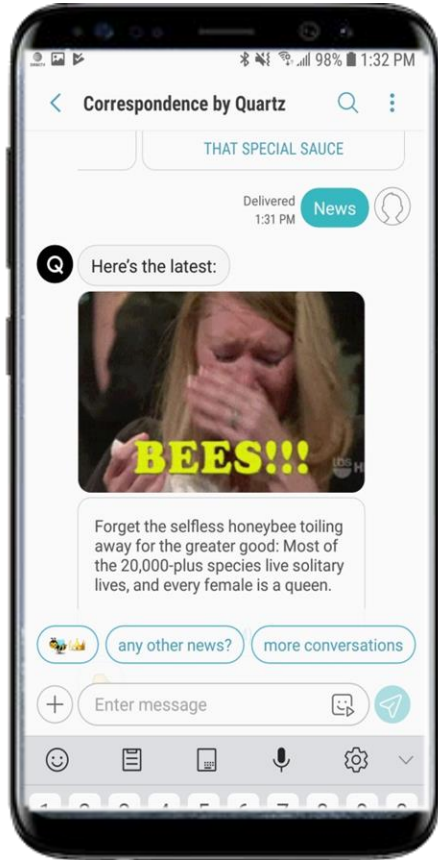 98% 1:32 PM
Correspondence by Quartz
THAT SPECIAL SAUCE
Delivered
1:31 PM
News
Q
Here's the latest:
BEES!!!
tbs
Forget the selfless honeybee toiling
away for the greater good: Most of
the 20,000-plus species live solitary
lives, and every female is a queen.
any other news?
more conversations
Enter message